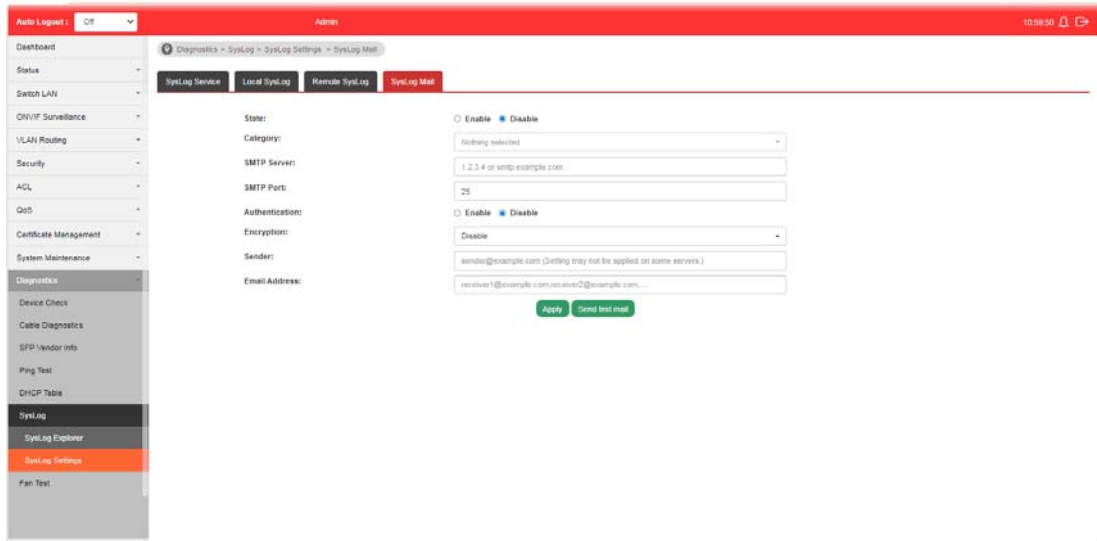 Auto Logout : Off Admin 10:59:50
Dashboard
Status
Switch LAN
ONVIF Surveillance
VLAN Routing
Security
ACL
QoS
Certificate Management
System Maintenance
Diagnostics
Device Check
Cable Diagnostics
SFP Vendor Info
Ping Test
DHCP Table
SysLog
SysLog Explorer
SysLog Settings
Fan Test
Diagnostics > SysLog > SysLog Settings > SysLog Mail
SysLog Service Local SysLog Remote SysLog SysLog Mail
State: Enable Disable
Category: Nothing selected
SMTP Server: 1.2.3.4 or smtp.example.com
SMTP Port: 25
Authentication: Enable Disable
Encryption: Disable
Sender: sender@example.com (Setting may not be applied on some servers.)
Email Address: receiver1@example.com,receiver2@example.com....
Apply Send test mail